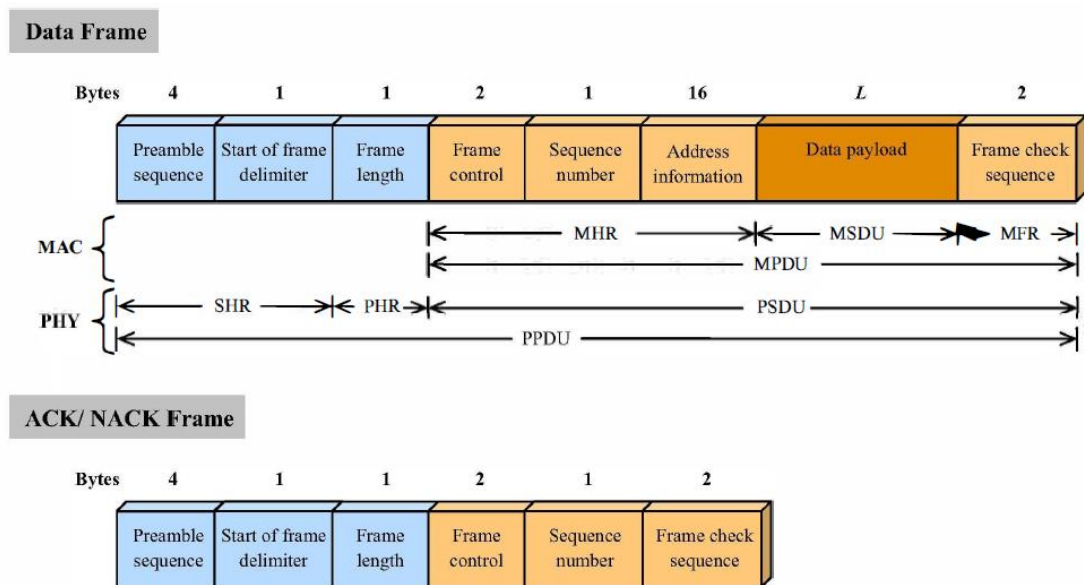 Data Frame
Bytes 4 1 1 2 1 16 L 2
Preamble Start of frame Frame Frame Sequence Address Data payload Frame check
sequence delimiter length control number information sequence
MAC MHR MSDU MFR
MPDU
PHY SHR PHR PSDU
PPDU
ACK/ NACK Frame
Bytes 4 1 1 2 1 2
Preamble Start of frame Frame Frame Sequence Frame check
sequence delimiter length control number sequence